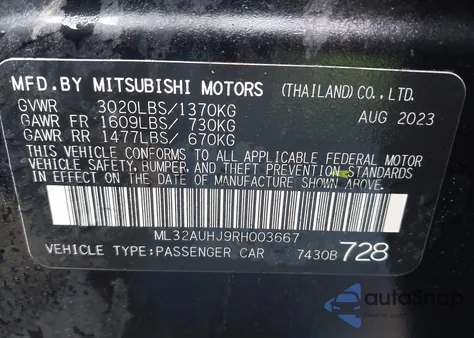 MFD.BY MITSUBISHI MOTORS (THAILAND) CO.,LTD.
GVWR 3020LBS/1370KG AUG 2023
GAWR FR 1609LBS/ 730KG
GAWR RR 1477LBS/ 670KG
THIS VEHICLE CONFORMS TO ALL APPLICABLE FEDERAL MOTOR
VEHICLE SAFETY, BUMPER, AND THEFT PREVENTION STANDARDS
IN EFFECT ON THE DATE OF MANUFACTURE SHOWN ABOVE.
ML32AUHJ9RH003667
VEHICLE TYPE:PASSENGER CAR 7430B 728
autoSnap